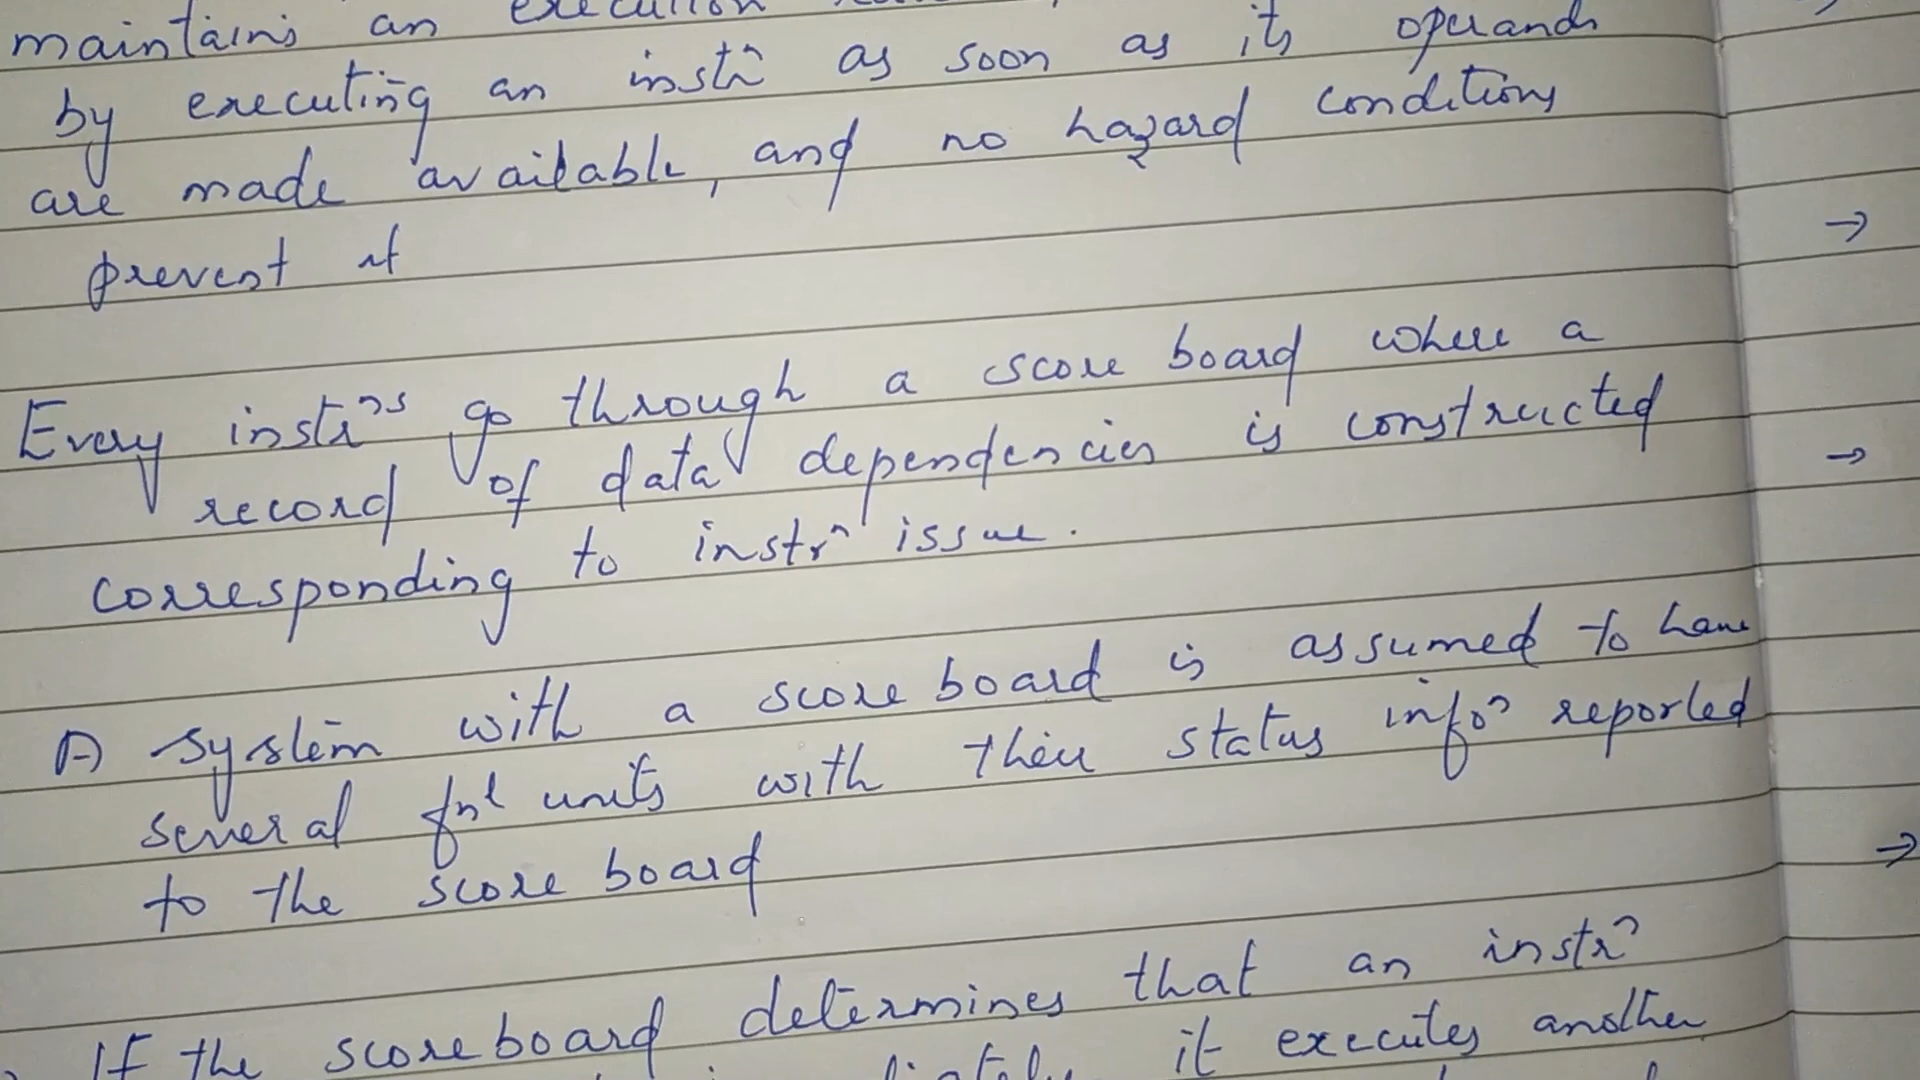 maintains an execution
by executing an instrⁿ as soon as its operands
are made available, and no hazard conditions
prevent it
Every instrⁿs go through a score board where a
record of data dependencies is constructed
corresponding to instrⁿ issue.
A system with a score board is assumed to have
several fnˡ units with their status infoⁿ reported
to the score board
If the score board determines that an instrⁿ
it executes another
→
→
→